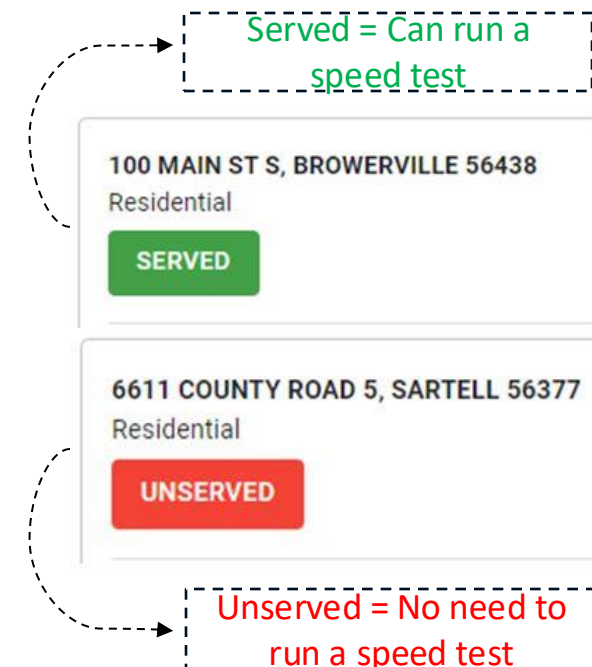 Served = Can run a
speed test
100 MAIN ST S, BROWERVILLE 56438
Residential
SERVED
6611 COUNTY ROAD 5, SARTELL 56377
Residential
UNSERVED
Unserved = No need to
run a speed test